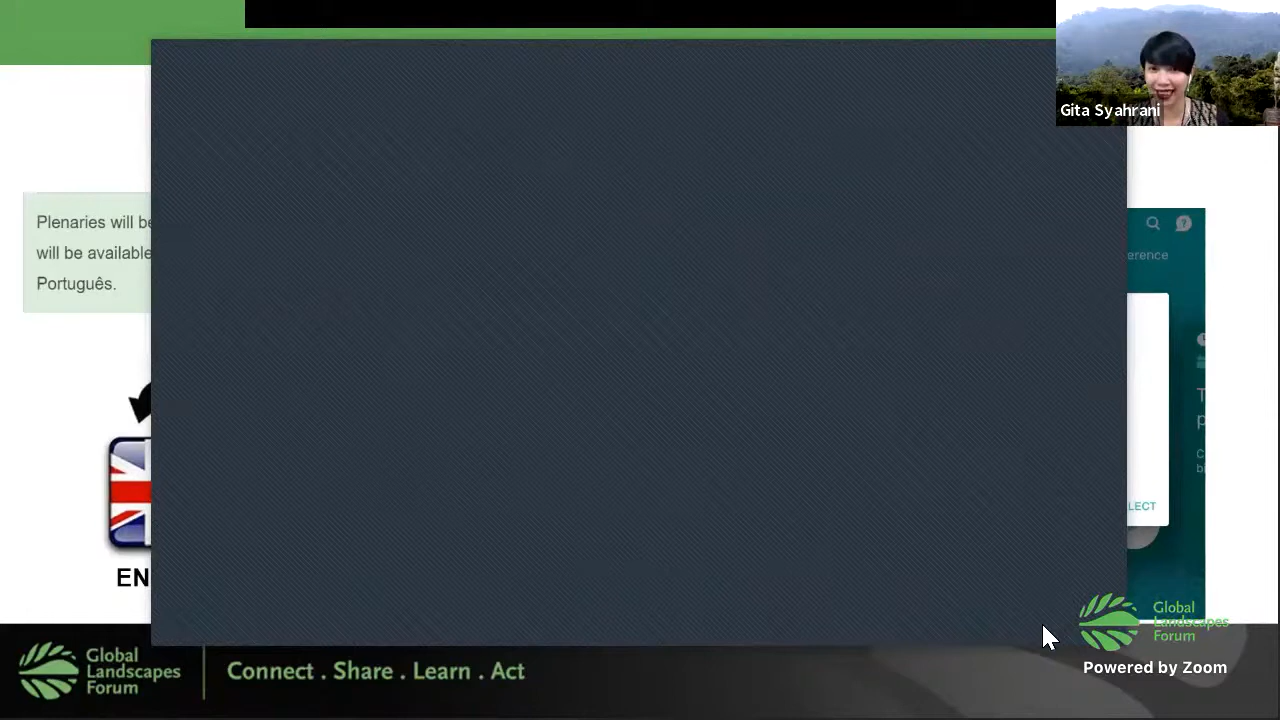 Gita Syahrani
Plenaries will be
will be available
Português.
erence
LECT
EN
Global
Landscapes
Forum
Connect . Share . Learn . Act
Global
Landscapes
Forum
Powered by Zoom